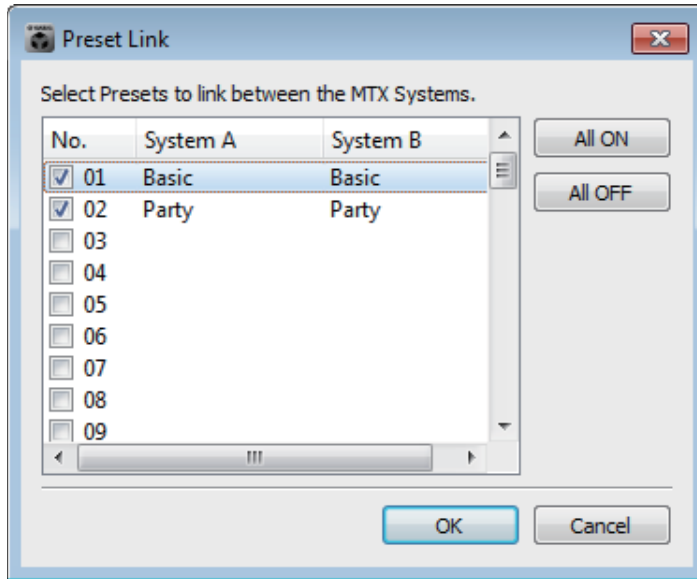 Preset Link
Select Presets to link between the MTX Systems.
No. System A System B
All ON
01 Basic Basic
All OFF
02 Party Party
03
04
05
06
07
08
09
OK Cancel